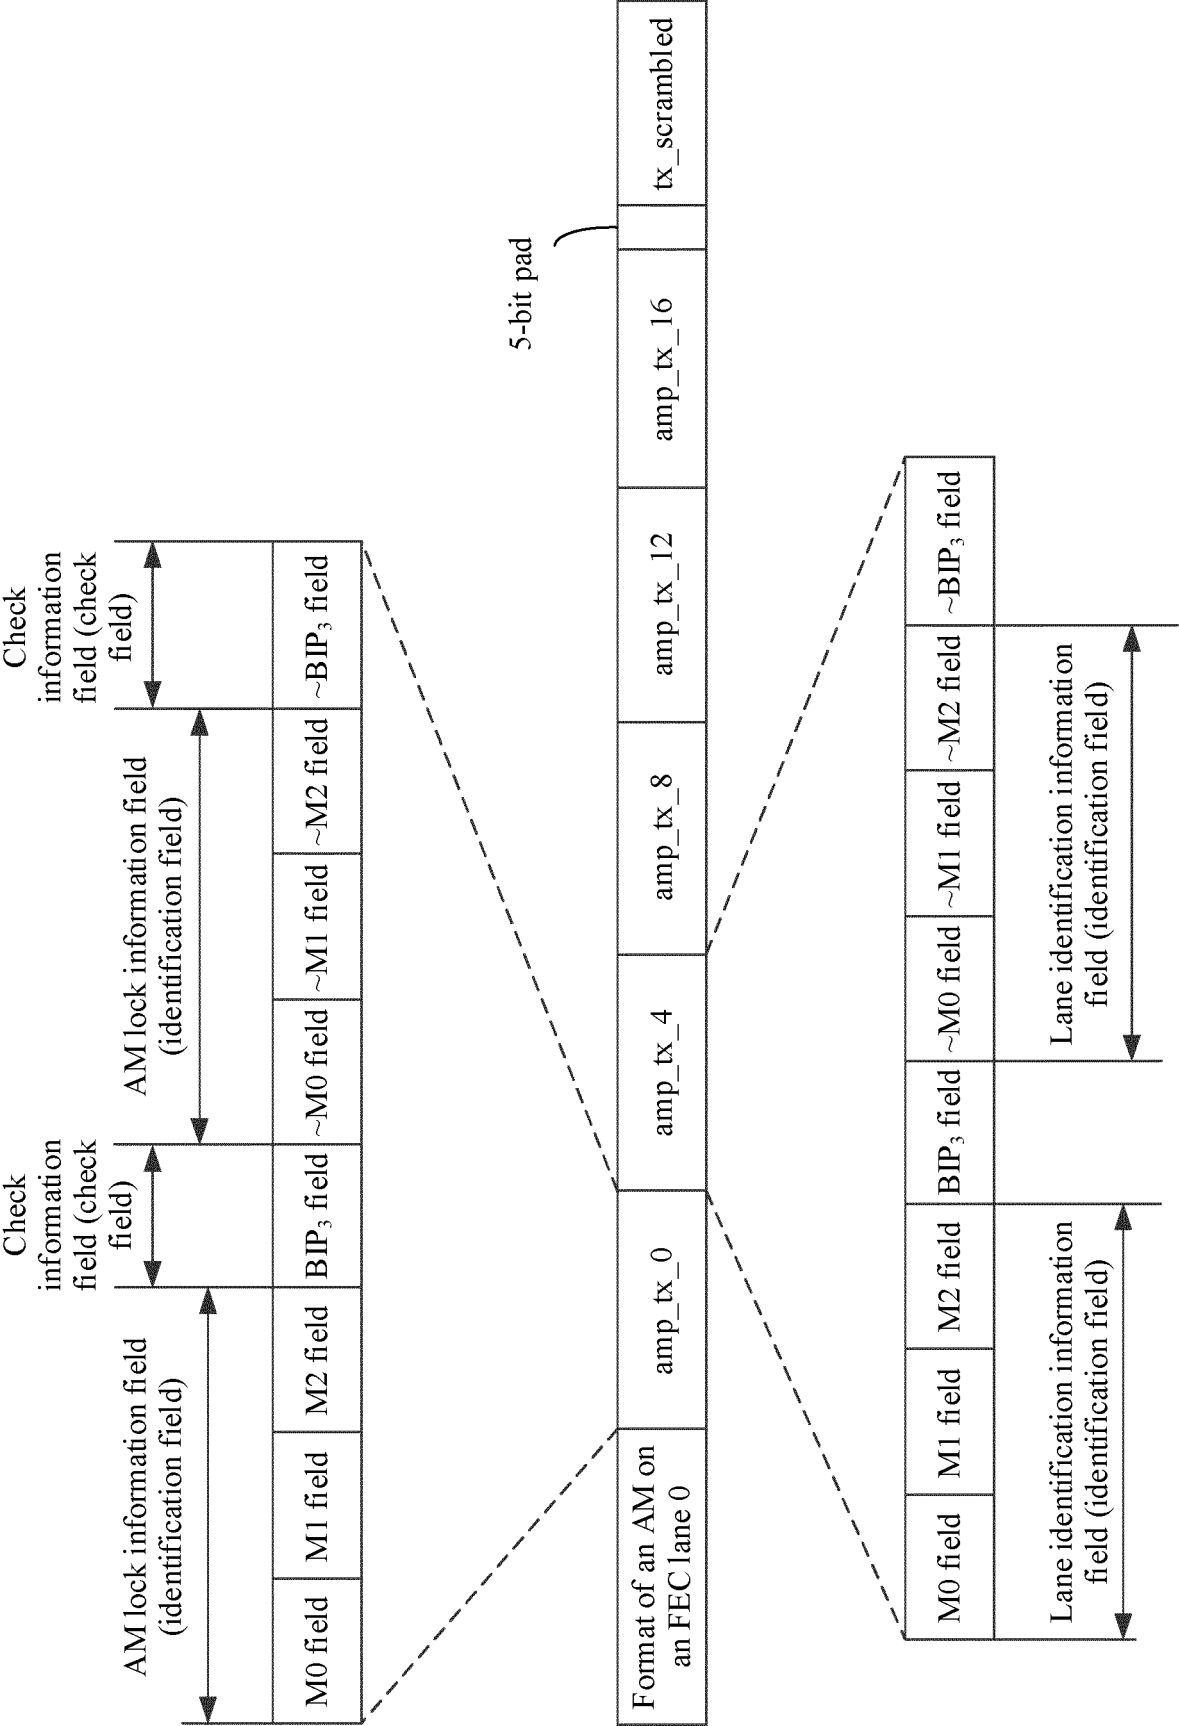 AM lock information field
(identification field)
Check
information
field (check
field)
AM lock information field
(identification field)
Check
information
field (check
field)
M0 field
M1 field
M2 field
BIP3 field
~M0 field
~M1 field
~M2 field
~BIP3 field
5-bit pad
Format of an AM on
an FEC lane 0
amp_tx_0
amp_tx_4
amp_tx_8
amp_tx_12
amp_tx_16
tx_scrambled
M0 field
M1 field
M2 field
BIP3 field
~M0 field
~M1 field
~M2 field
~BIP3 field
Lane identification information
field (identification field)
Lane identification information
field (identification field)